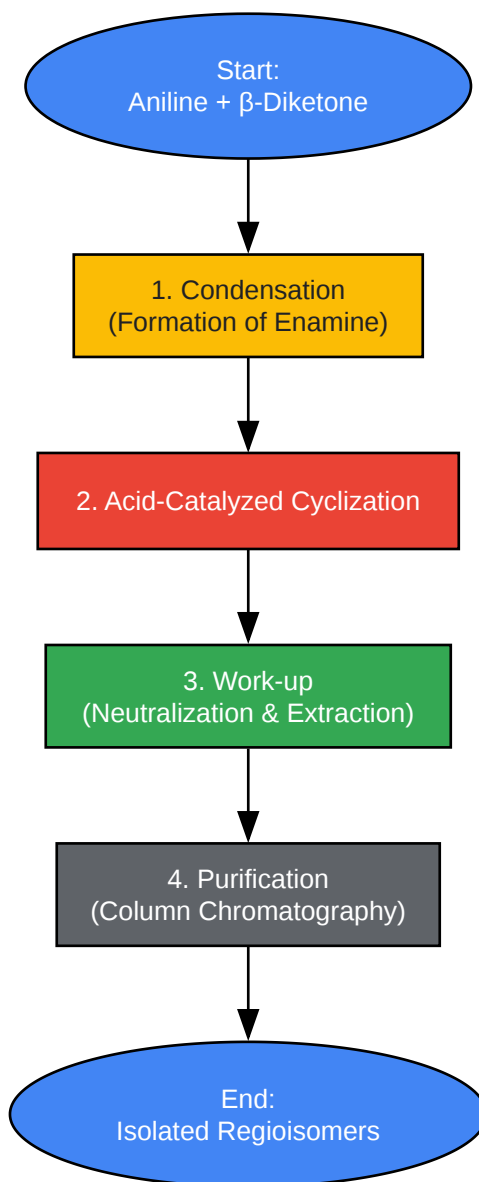 Start:
Aniline + β-Diketone
1. Condensation
(Formation of Enamine)
2. Acid-Catalyzed Cyclization
3. Work-up
(Neutralization & Extraction)
4. Purification
(Column Chromatography)
End:
Isolated Regioisomers